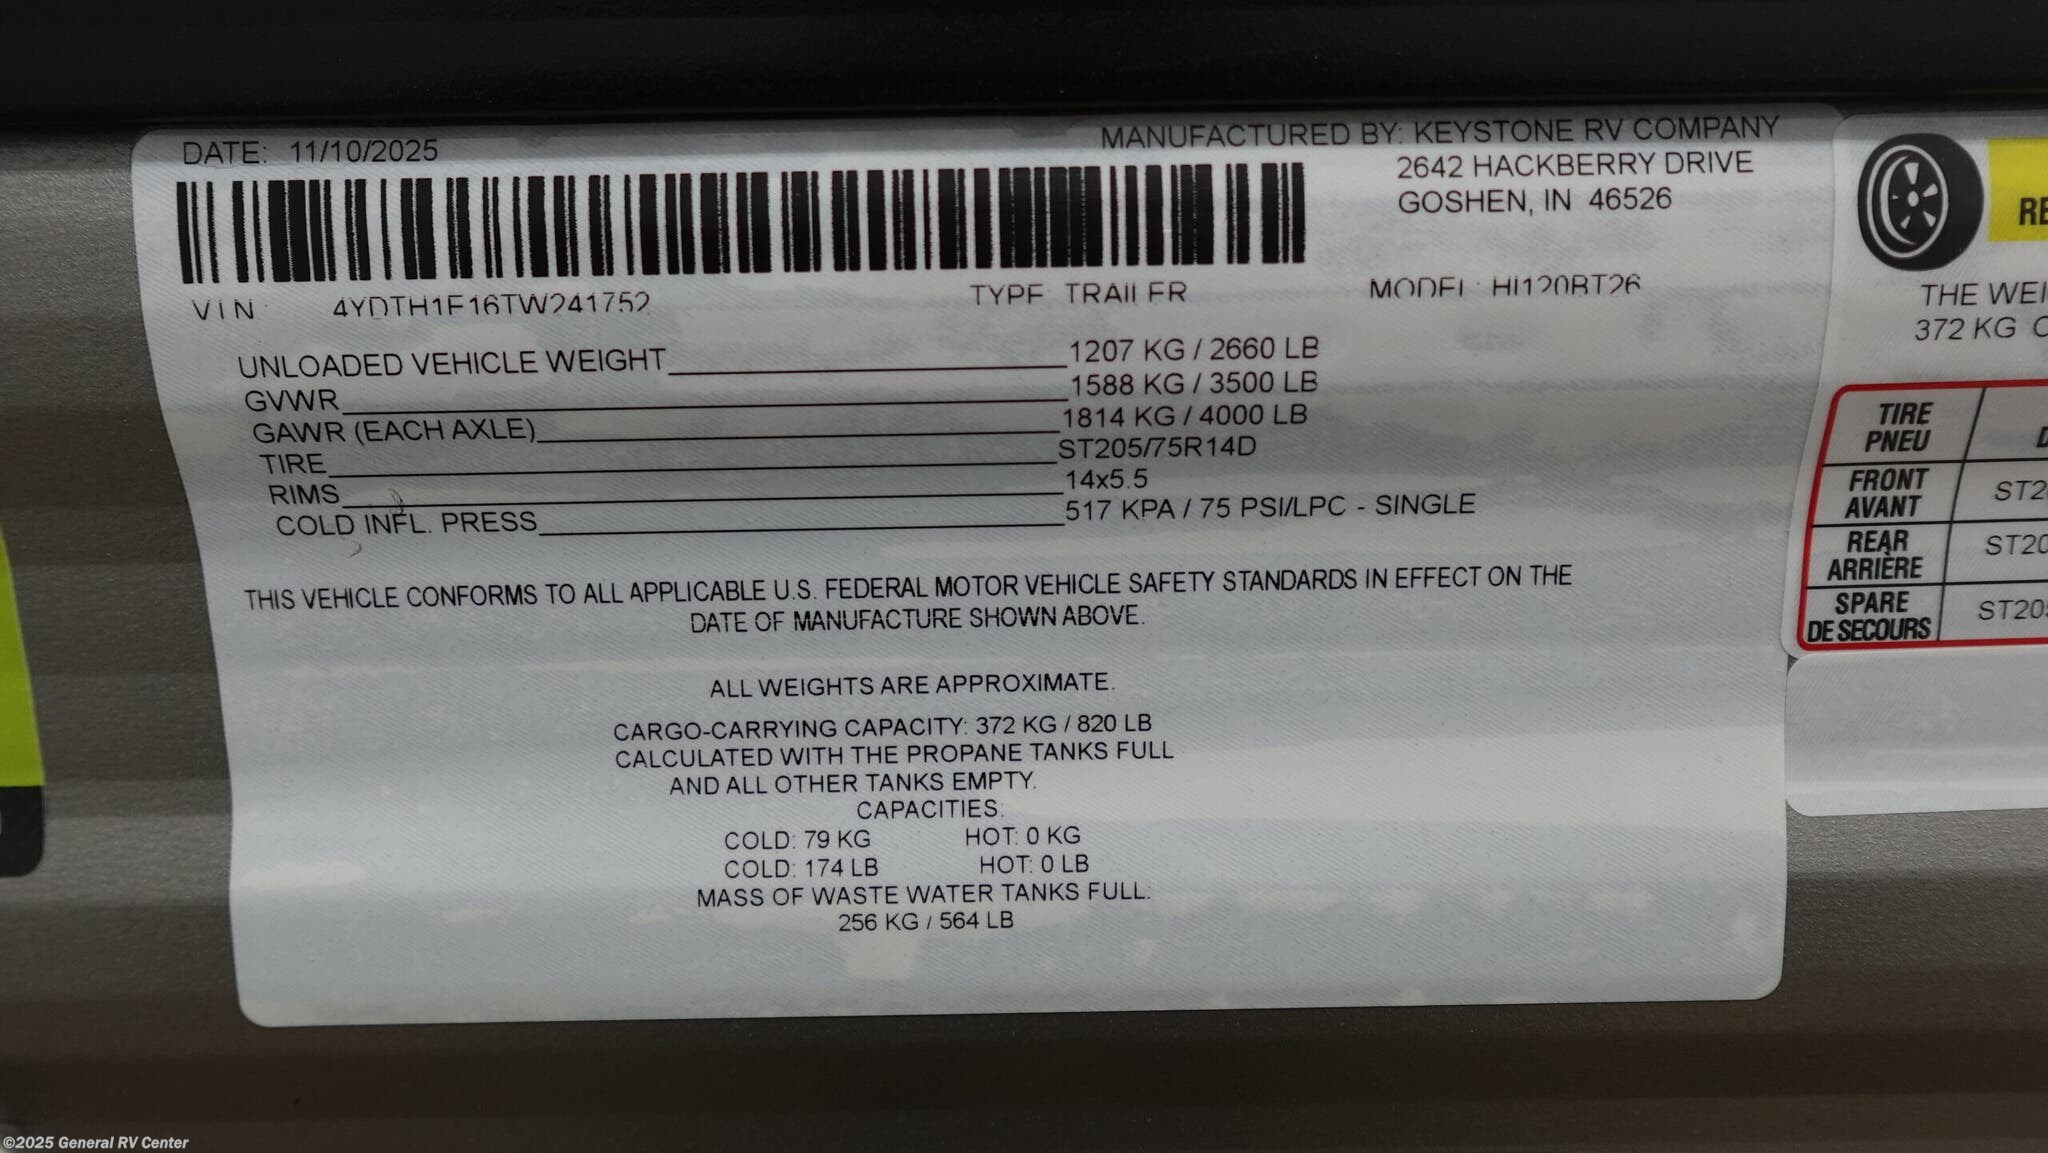 DATE: 11/10/2025
MANUFACTURED BY: KEYSTONE RV COMPANY
2642 HACKBERRY DRIVE
GOSHEN, IN 46526
VIN: 4YDTH1F16TW241752 TYPE TRAILER MODEL: HI120BT26
UNLOADED VEHICLE WEIGHT 1207 KG / 2660 LB
GVWR 1588 KG / 3500 LB
GAWR (EACH AXLE) 1814 KG / 4000 LB
TIRE ST205/75R14D
RIMS 14x5.5
COLD INFL. PRESS 517 KPA / 75 PSI/LPC - SINGLE
THIS VEHICLE CONFORMS TO ALL APPLICABLE U.S. FEDERAL MOTOR VEHICLE SAFETY STANDARDS IN EFFECT ON THE
DATE OF MANUFACTURE SHOWN ABOVE.
ALL WEIGHTS ARE APPROXIMATE.
CARGO-CARRYING CAPACITY: 372 KG / 820 LB
CALCULATED WITH THE PROPANE TANKS FULL
AND ALL OTHER TANKS EMPTY.
CAPACITIES:
COLD: 79 KG HOT: 0 KG
COLD: 174 LB HOT: 0 LB
MASS OF WASTE WATER TANKS FULL:
256 KG / 564 LB
RE
THE WEI
372 KG
TIRE
PNEU
FRONT
AVANT
ST2
REAR
ARRIÈRE
ST20
SPARE
DE SECOURS
ST205
©2025 General RV Center